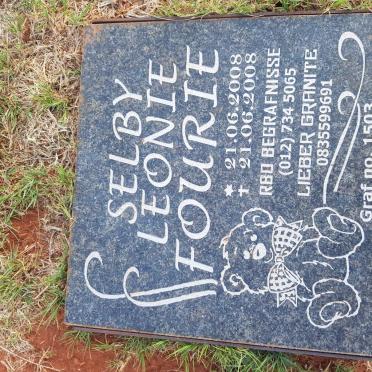 SELBY
LEONIE
FOURIE
* 21.06.2008
† 21.06.2008
RBD BEGRAFNISSE
(012) 734 5065
LIEBER GRANITE
0835599691
Graf no. 1503